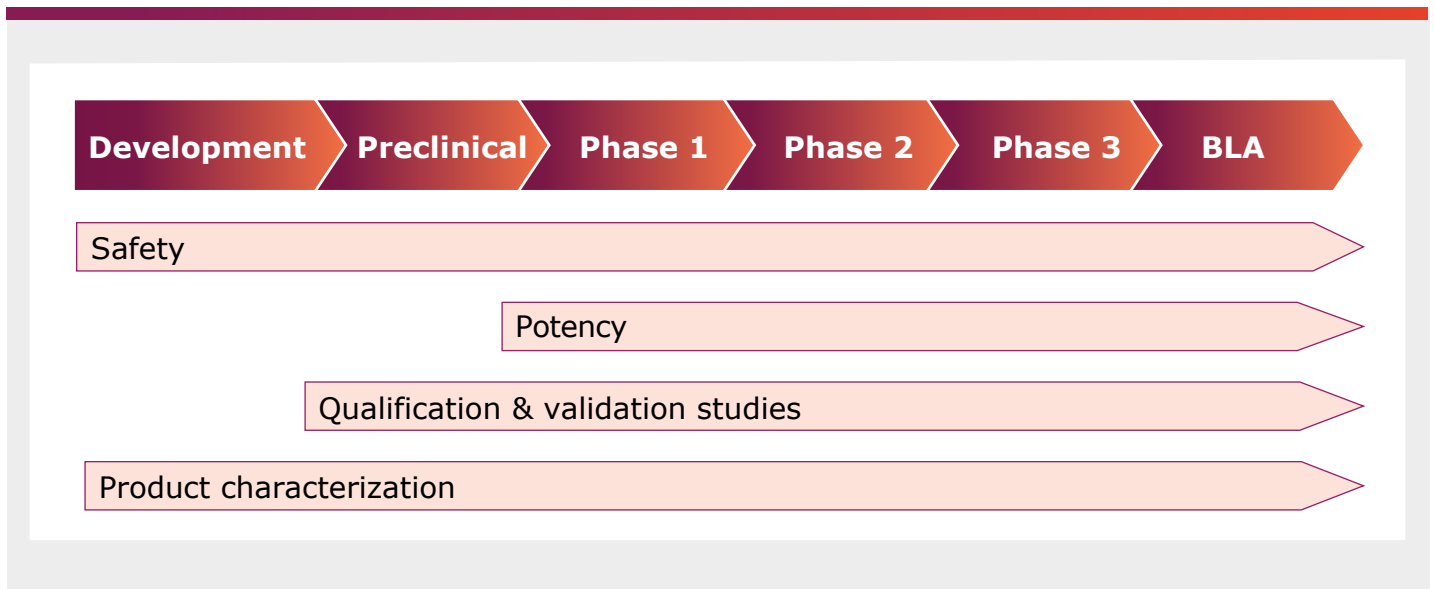 Development Preclinical Phase 1 Phase 2 Phase 3 BLA
Safety
Potency
Qualification & validation studies
Product characterization